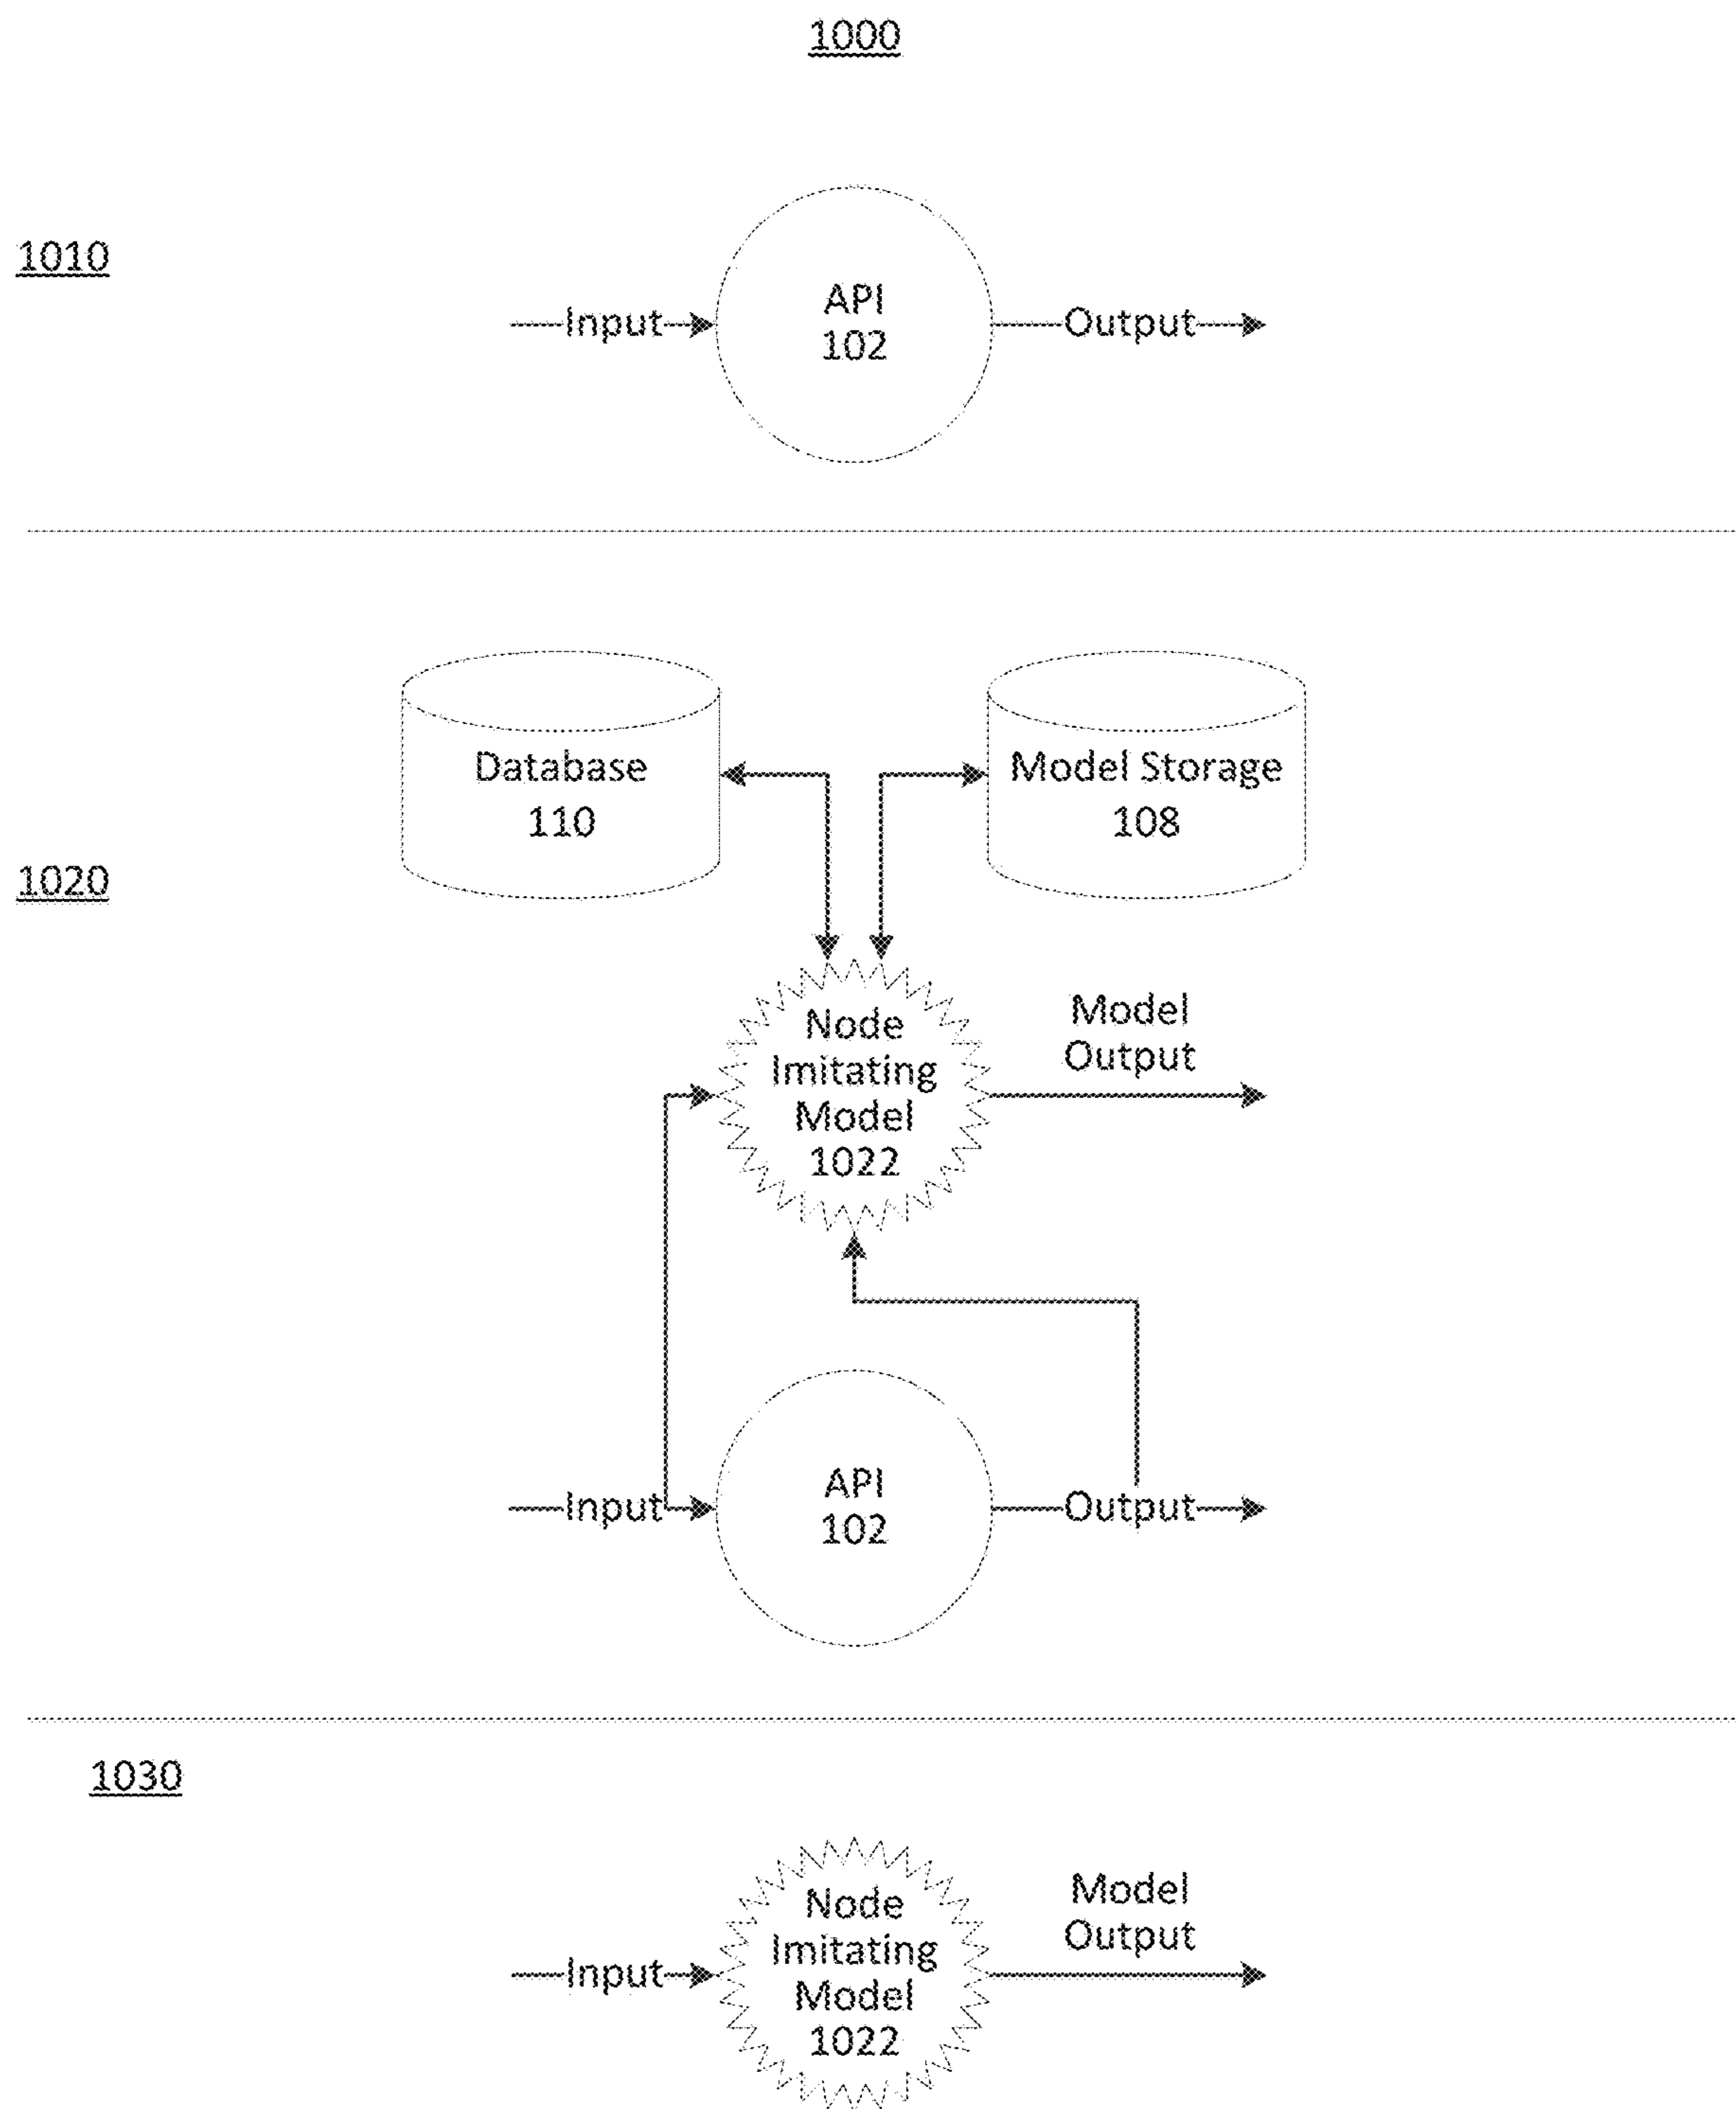 1000
1010
API
102
Input
Output
Database
110
Model Storage
108
1020
Node
Imitating
Model
1022
Model
Output
API
102
Input
Output
1030
Node
Imitating
Model
1022
Model
Output
Input